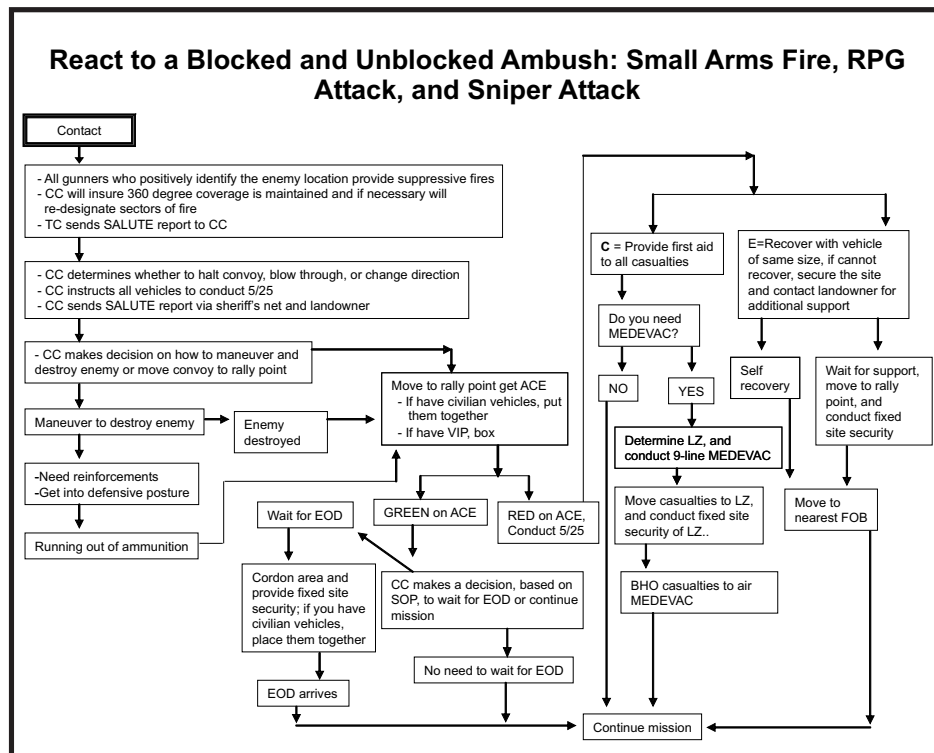 React to a Blocked and Unblocked Ambush: Small Arms Fire, RPG
Attack, and Sniper Attack
Contact
- All gunners who positively identify the enemy location provide suppressive fires
- CC will insure 360 degree coverage is maintained and if necessary will
re-designate sectors of fire
- TC sends SALUTE report to CC
- CC determines whether to halt convoy, blow through, or change direction
- CC instructs all vehicles to conduct 5/25
- CC sends SALUTE report via sheriff's net and landowner
- CC makes decision on how to maneuver and
destroy enemy or move convoy to rally point
Maneuver to destroy enemy
Enemy
destroyed
-Need reinforcements
-Get into defensive posture
Running out of ammunition
Move to rally point get ACE
- If have civilian vehicles, put
them together
- If have VIP, box
GREEN on ACE
RED on ACE,
Conduct 5/25
Wait for EOD
Cordon area and
provide fixed site
security; if you have
civilian vehicles,
place them together
EOD arrives
CC makes a decision, based on
SOP, to wait for EOD or continue
mission
No need to wait for EOD
C = Provide first aid
to all casualties
Do you need
MEDEVAC?
NO
YES
Determine LZ, and
conduct 9-line MEDEVAC
Move casualties to LZ,
and conduct fixed site
security of LZ..
BHO casualties to air
MEDEVAC
E=Recover with vehicle
of same size, if cannot
recover, secure the site
and contact landowner for
additional support
Self
recovery
Wait for support,
move to rally
point, and
conduct fixed
site security
Move to
nearest FOB
Continue mission